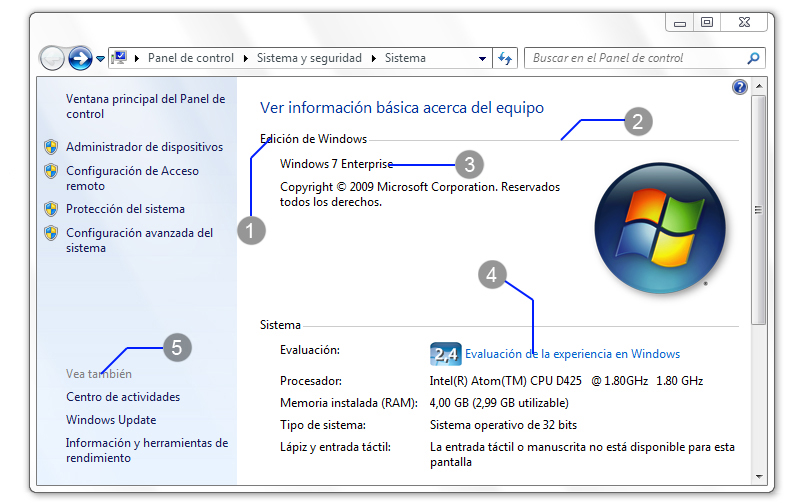 Panel de control Sistema y seguridad Sistema
Buscar en el Panel de control
Ventana principal del Panel de
control
Administrador de dispositivos
Configuración de Acceso
remoto
Protección del sistema
Configuración avanzada del
sistema
5
Vea también
Centro de actividades
Windows Update
Información y herramientas de
rendimiento
?
Ver información básica acerca del equipo
2
Edición de Windows
Windows 7 Enterprise
3
Copyright © 2009 Microsoft Corporation. Reservados
todos los derechos.
1
4
Sistema
Evaluación: 2,4 Evaluación de la experiencia en Windows
Procesador: Intel(R) Atom(TM) CPU D425 @ 1.80GHz 1.80 GHz
Memoria instalada (RAM): 4,00 GB (2,99 GB utilizable)
Tipo de sistema: Sistema operativo de 32 bits
Lápiz y entrada táctil: La entrada táctil o manuscrita no está disponible para esta
pantalla